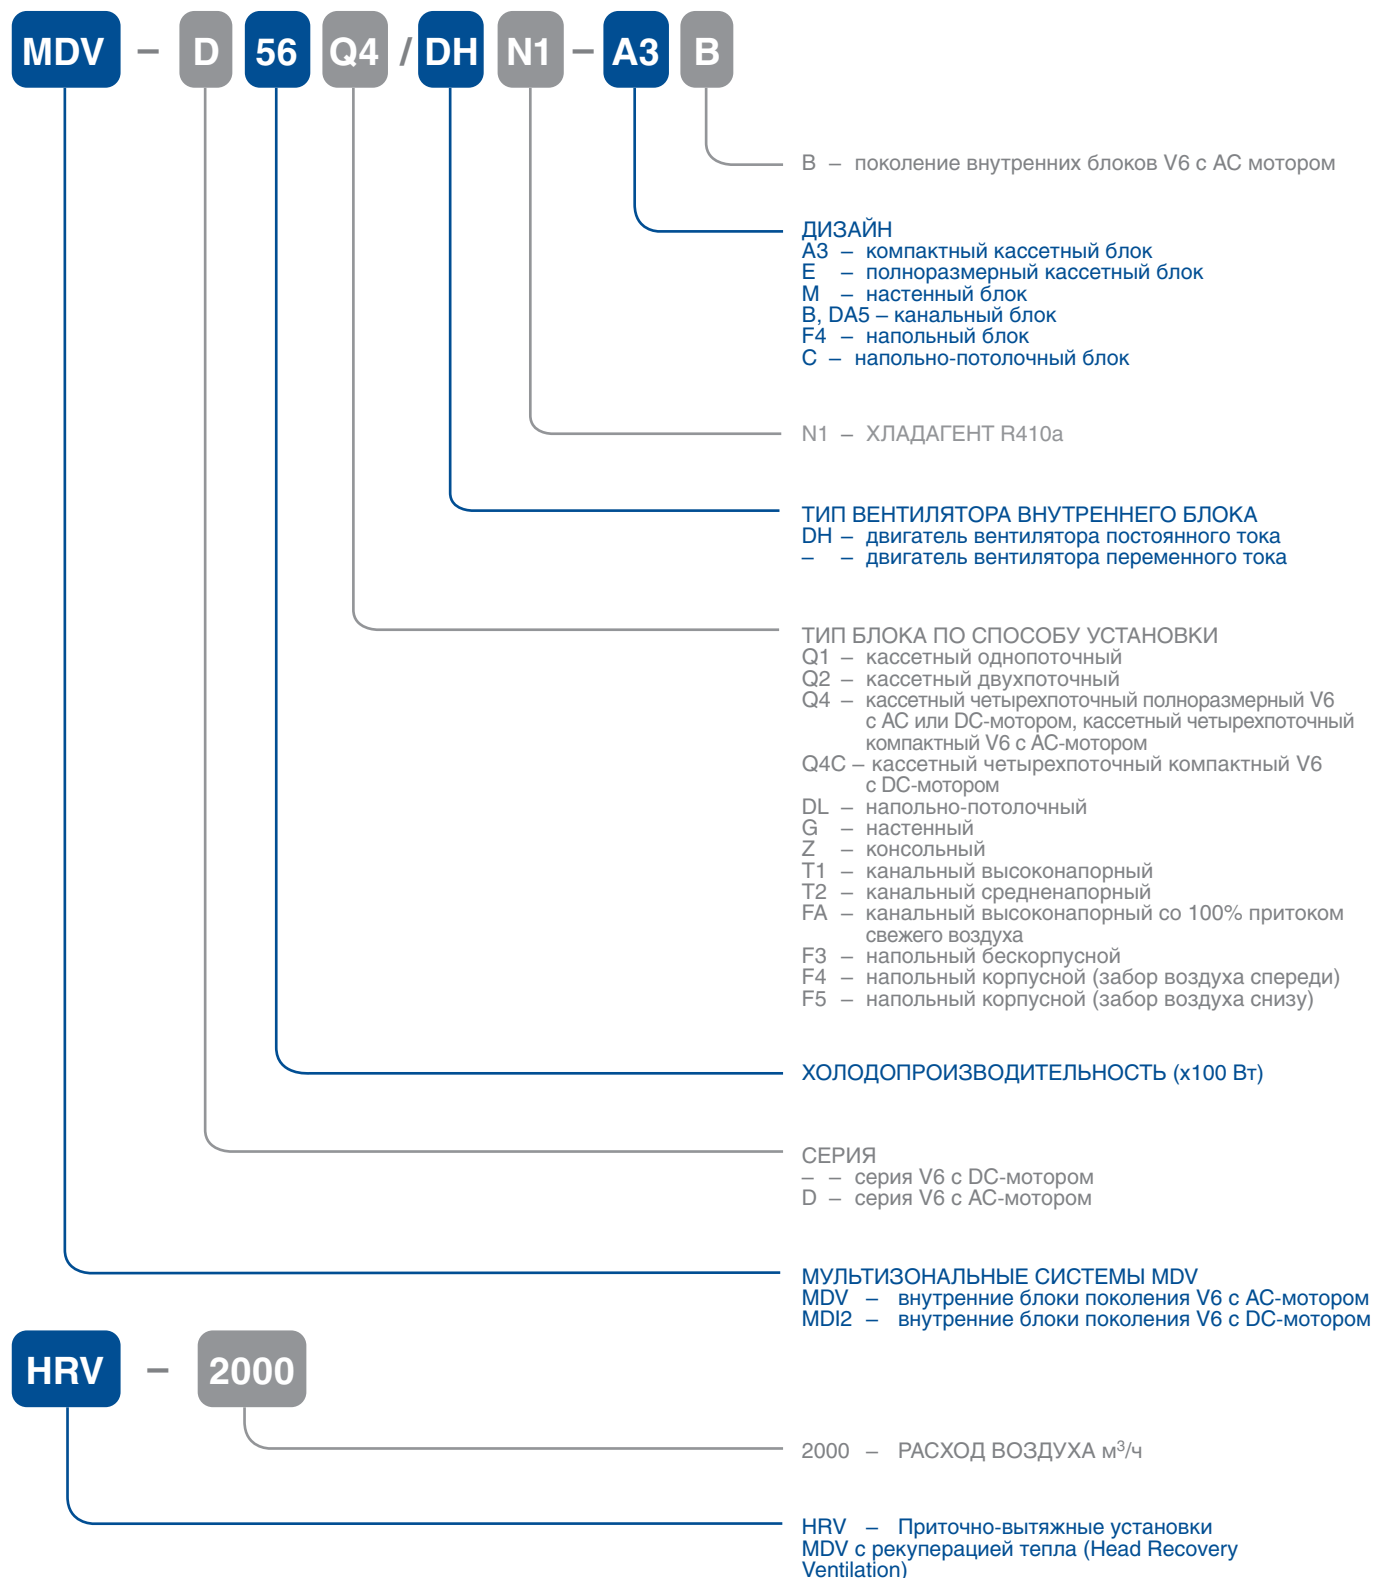 MDV – D 56 Q4 / DH N1 – A3 B
B – поколение внутренних блоков V6 с AC мотором
ДИЗАЙН
A3 – компактный кассетный блок
E – полноразмерный кассетный блок
M – настенный блок
B, DA5 – канальный блок
F4 – напольный блок
C – напольно-потолочный блок
N1 – ХЛАДАГЕНТ R410a
ТИП ВЕНТИЛЯТОРА ВНУТРЕННЕГО БЛОКА
DH – двигатель вентилятора постоянного тока
– – двигатель вентилятора переменного тока
ТИП БЛОКА ПО СПОСОБУ УСТАНОВКИ
Q1 – кассетный однопоточный
Q2 – кассетный двухпоточный
Q4 – кассетный четырехпоточный полноразмерный V6
с AC или DC-мотором, кассетный четырехпоточный
компактный V6 с AC-мотором
Q4C – кассетный четырехпоточный компактный V6
с DC-мотором
DL – напольно-потолочный
G – настенный
Z – консольный
T1 – канальный высоконапорный
T2 – канальный средненапорный
FA – канальный высоконапорный со 100% притоком
свежего воздуха
F3 – напольный бескорпусной
F4 – напольный корпусной (забор воздуха спереди)
F5 – напольный корпусной (забор воздуха снизу)
ХОЛОДОПРОИЗВОДИТЕЛЬНОСТЬ (x100 Вт)
СЕРИЯ
– – серия V6 с DC-мотором
D – серия V6 с AC-мотором
МУЛЬТИЗОНАЛЬНЫЕ СИСТЕМЫ MDV
MDV – внутренние блоки поколения V6 с AC-мотором
MDI2 – внутренние блоки поколения V6 с DC-мотором
HRV – 2000
2000 – РАСХОД ВОЗДУХА м³/ч
HRV – Приточно-вытяжные установки
MDV с рекуперацией тепла (Head Recovery
Ventilation)